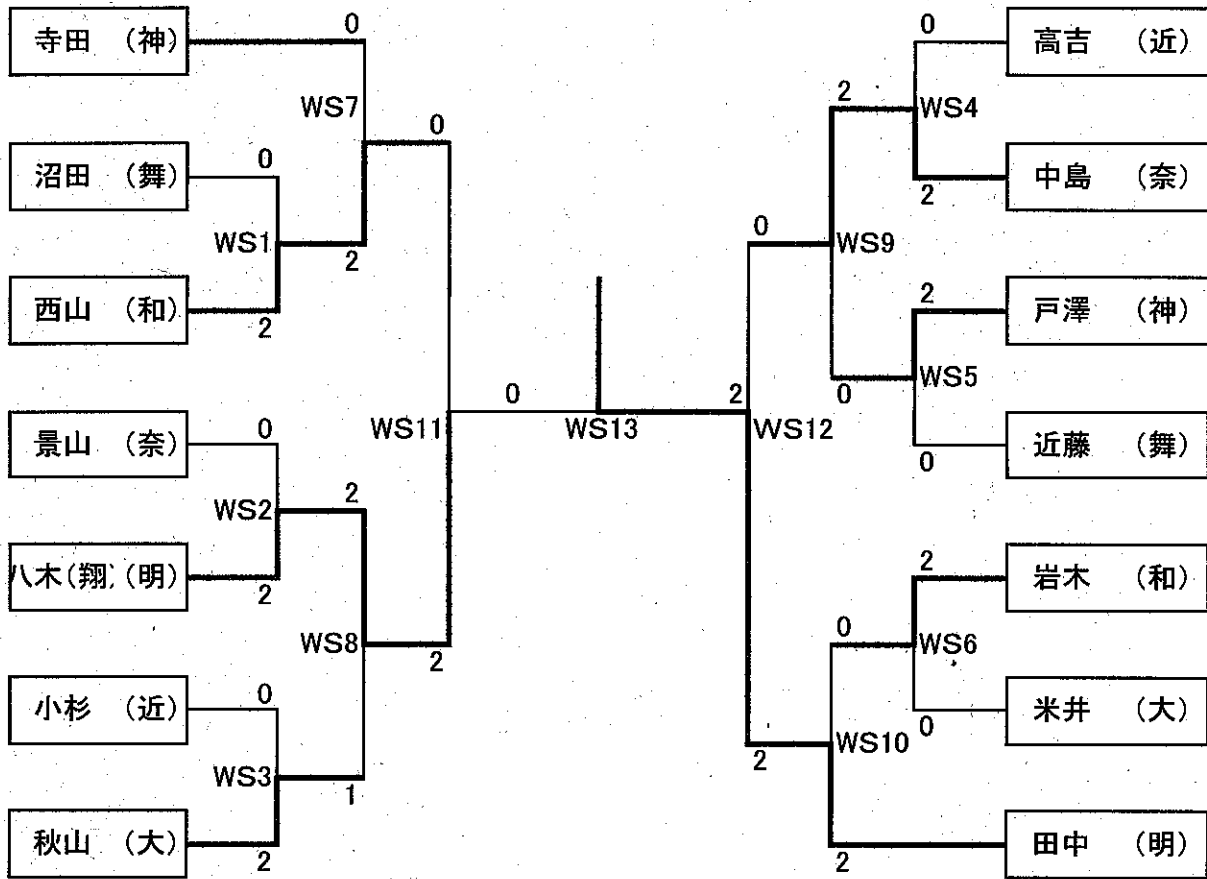 寺田 (神)
0
0
高吉 (近)
WS7
0
2
WS4
沼田 (舞)
0
2
中島 (奈)
WS1
2
0
WS9
西山 (和)
2
2
戸澤 (神)
0
WS5
景山 (奈)
0
WS11
0
WS13
2
WS12
0
近藤 (舞)
WS2
2
八木(翔) (明)
2
2
岩木 (和)
WS8
2
0
WS6
小杉 (近)
0
0
米井 (大)
WS3
1
2
WS10
秋山 (大)
2
2
田中 (明)